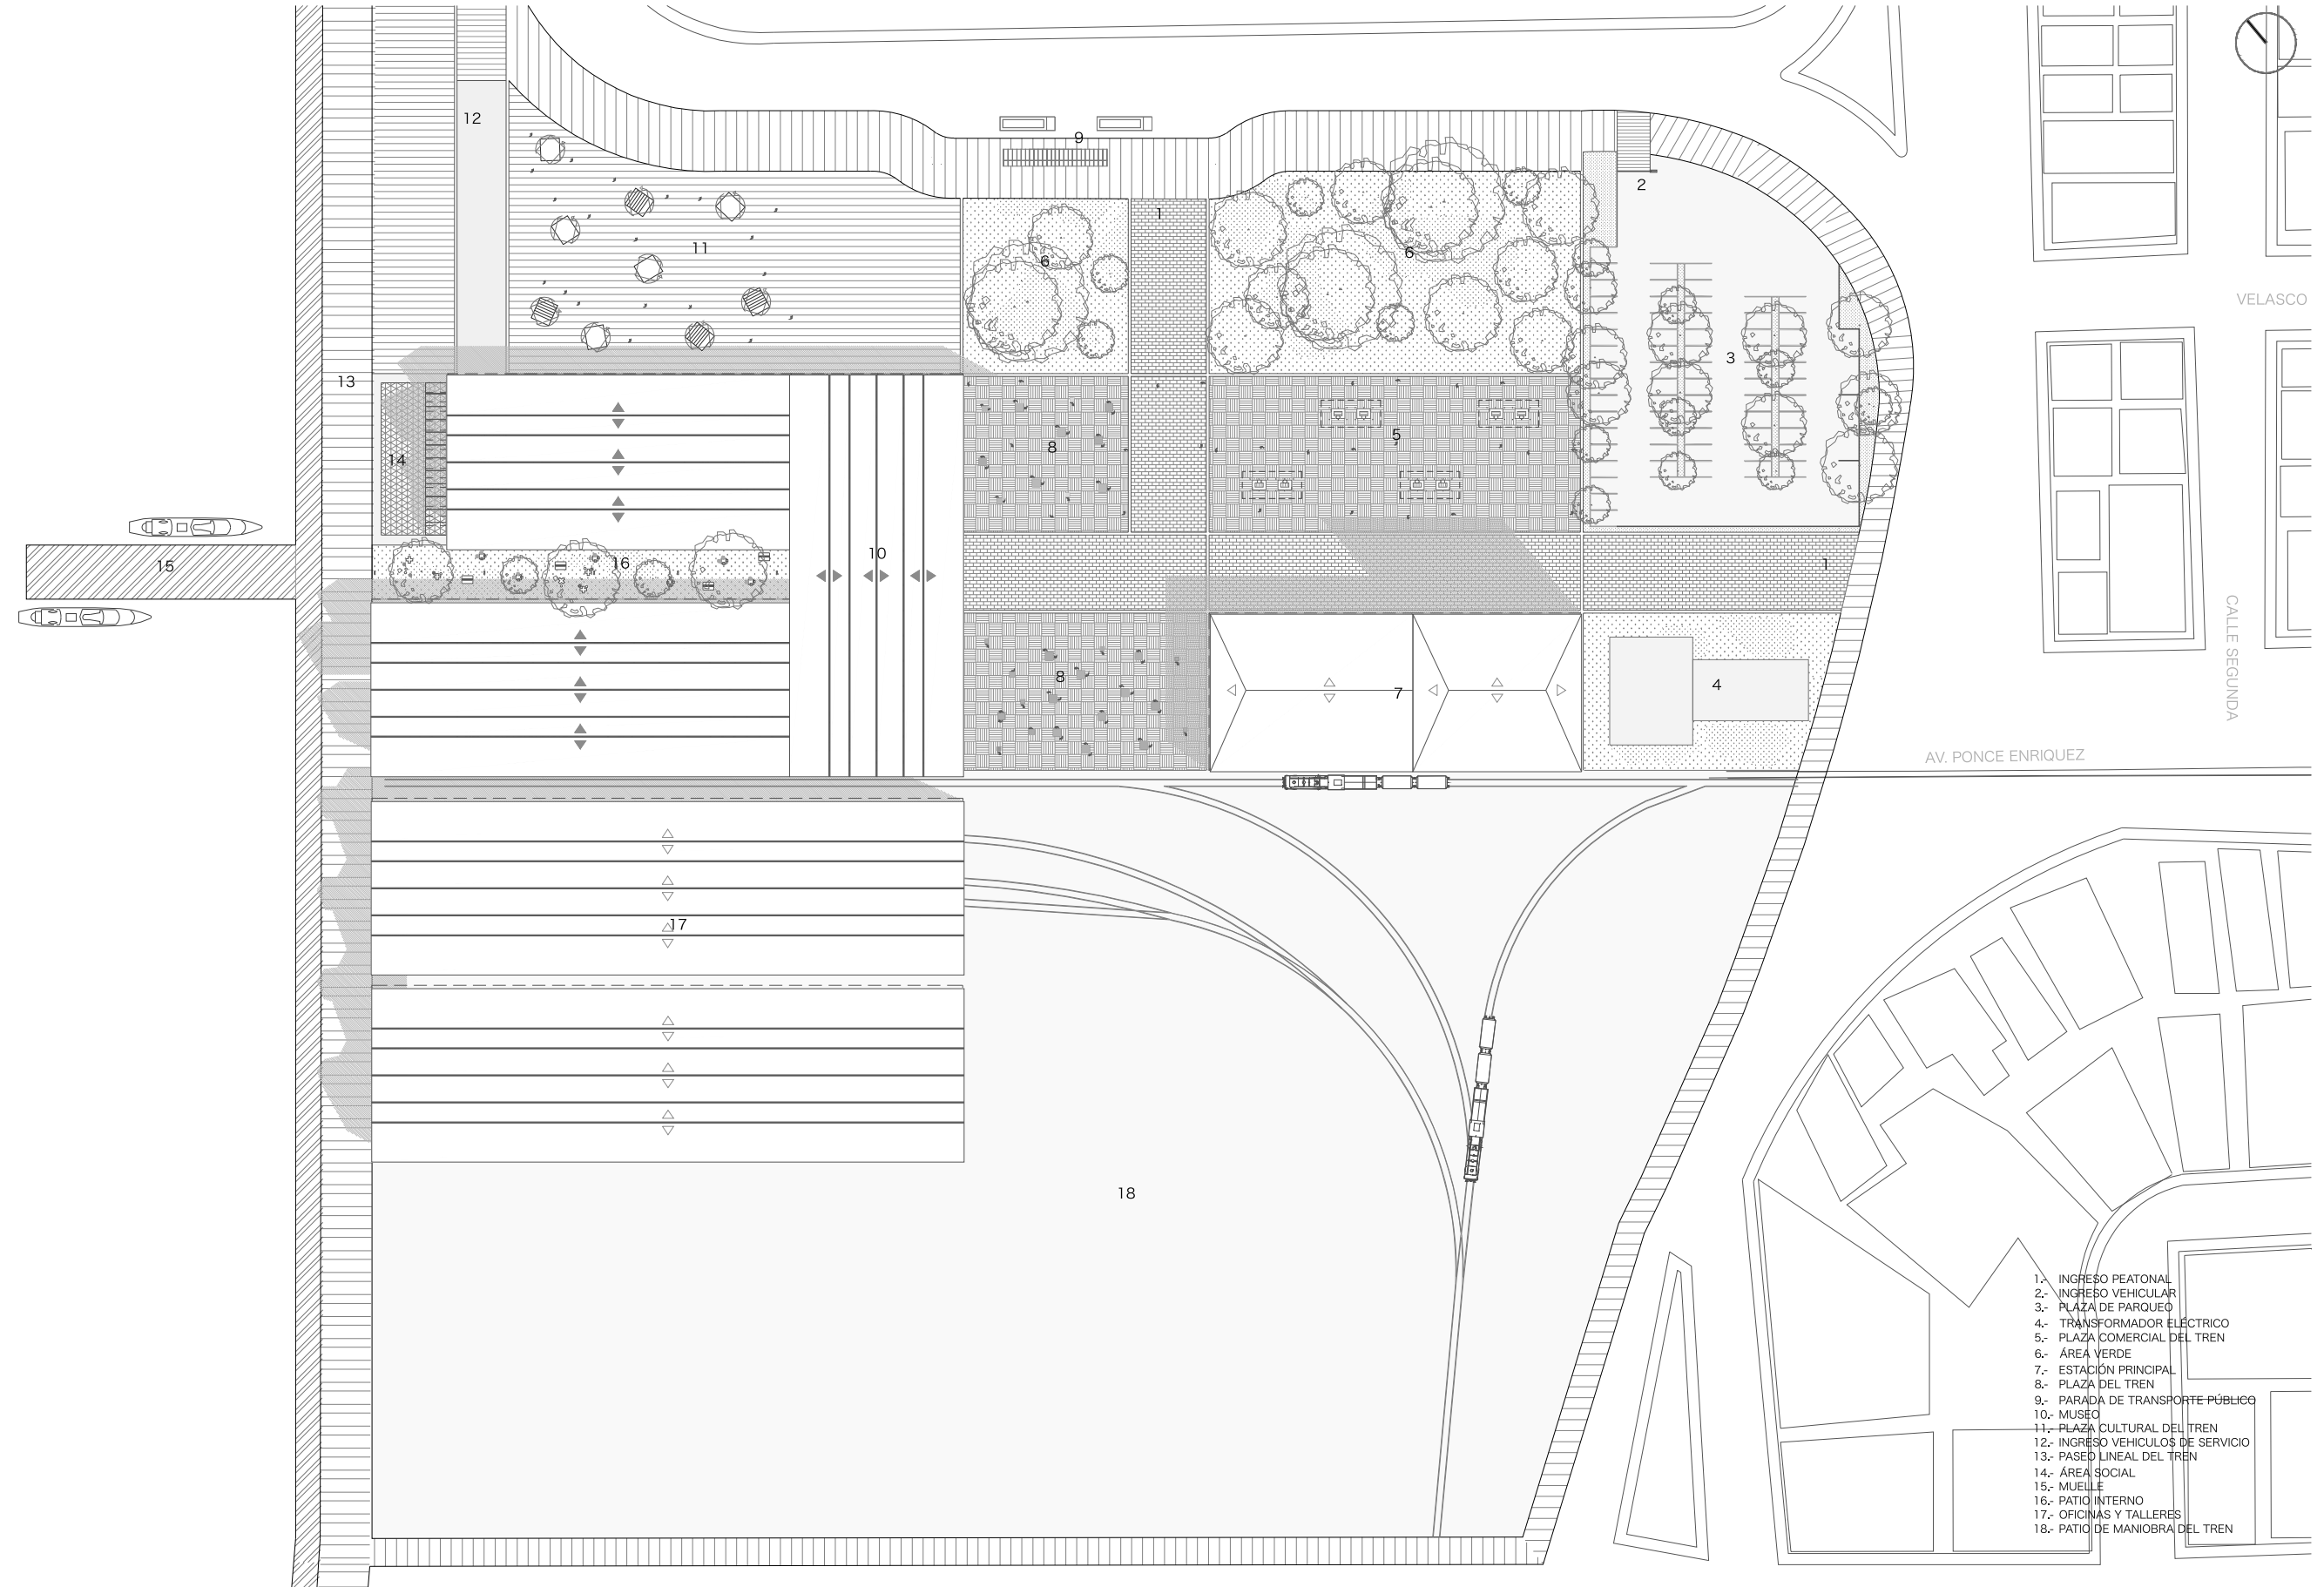 12
9
2
1
11
6
6
VELASCO
3
13
5
8
14
10
16
1
15
CALLE SEGUNDA
8
4
7
AV. PONCE ENRIQUEZ
17
18
1.- INGRESO PEATONAL
2.- INGRESO VEHICULAR
3.- PLAZA DE PARQUEO
4.- TRANSFORMADOR ELÉCTRICO
5.- PLAZA COMERCIAL DEL TREN
6.- ÁREA VERDE
7.- ESTACIÓN PRINCIPAL
8.- PLAZA DEL TREN
9.- PARADA DE TRANSPORTE PÚBLICO
10.- MUSEO
11.- PLAZA CULTURAL DEL TREN
12.- INGRESO VEHICULOS DE SERVICIO
13.- PASEO LINEAL DEL TREN
14.- ÁREA SOCIAL
15.- MUELLE
16.- PATIO INTERNO
17.- OFICINAS Y TALLERES
18.- PATIO DE MANIOBRA DEL TREN